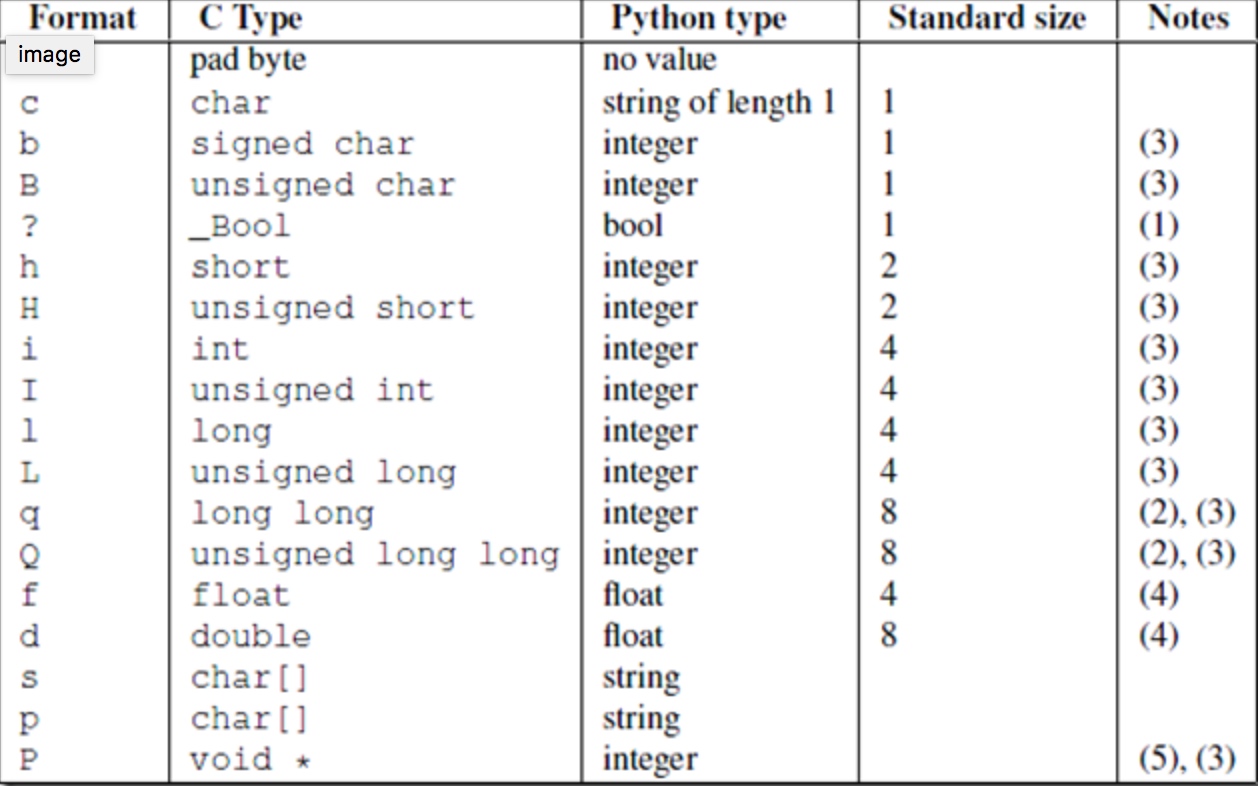 Format C Type Python type Standard size Notes
image pad byte no value
c char string of length 1 1
b signed char integer 1 (3)
B unsigned char integer 1 (3)
? _Bool bool 1 (1)
h short integer 2 (3)
H unsigned short integer 2 (3)
i int integer 4 (3)
I unsigned int integer 4 (3)
l long integer 4 (3)
L unsigned long integer 4 (3)
q long long integer 8 (2), (3)
Q unsigned long long integer 8 (2), (3)
f float float 4 (4)
d double float 8 (4)
s char[] string
p char[] string
P void * integer (5), (3)